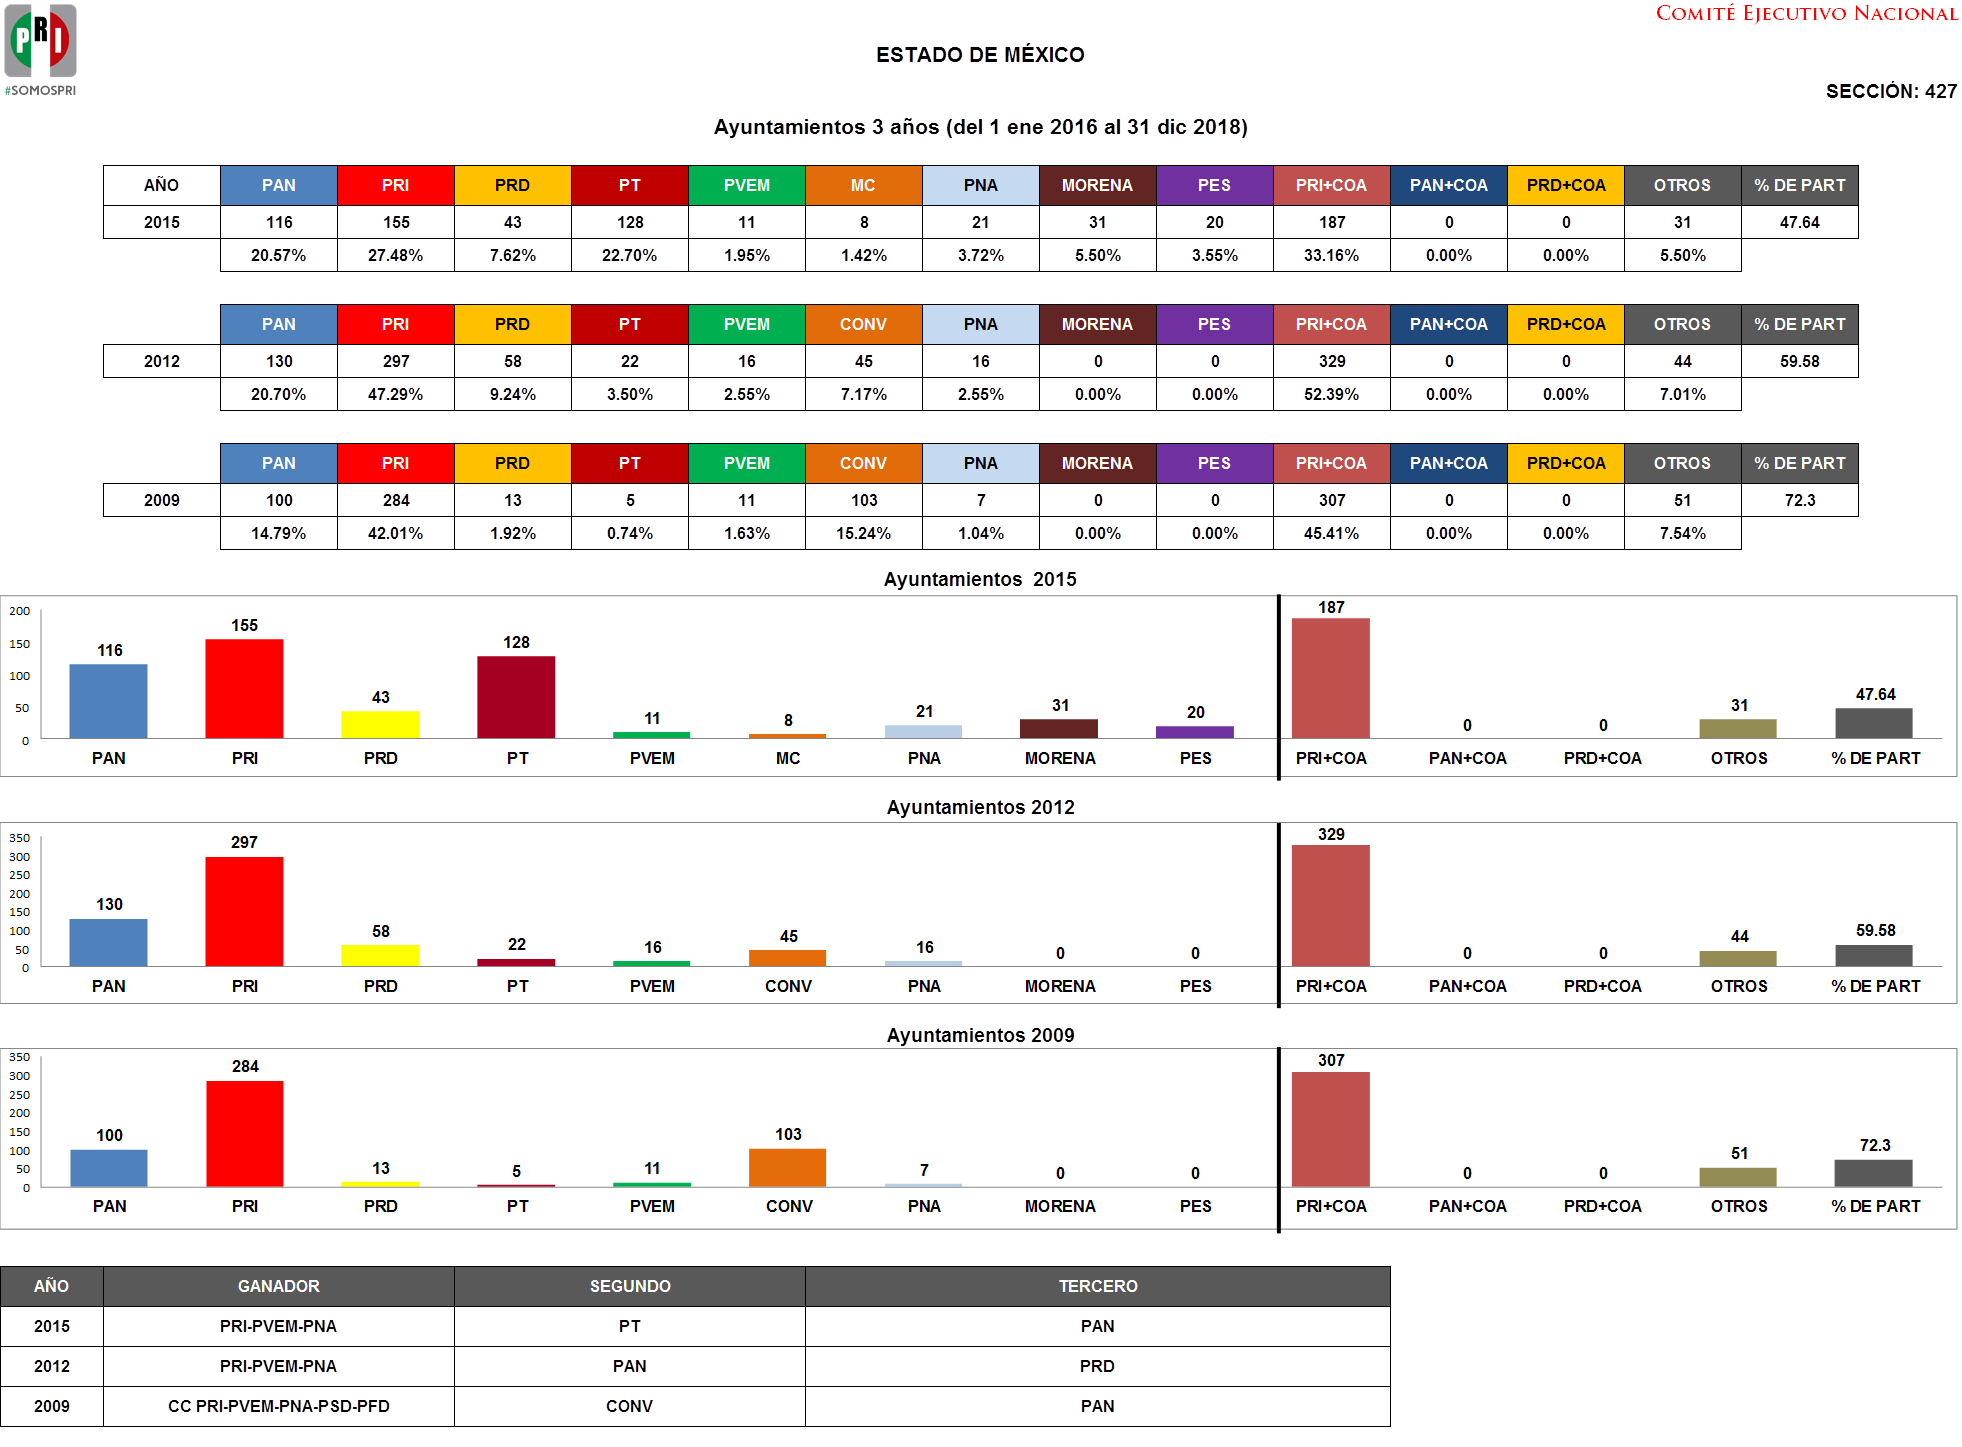 PRI
#SOMOSPRI
COMITÉ EJECUTIVO NACIONAL
ESTADO DE MÉXICO
SECCIÓN: 427
Ayuntamientos 3 años (del 1 ene 2016 al 31 dic 2018)
AÑO PAN PRI PRD PT PVEM MC PNA MORENA PES PRI+COA PAN+COA PRD+COA OTROS % DE PART
2015 116 155 43 128 11 8 21 31 20 187 0 0 31 47.64
20.57% 27.48% 7.62% 22.70% 1.95% 1.42% 3.72% 5.50% 3.55% 33.16% 0.00% 0.00% 5.50%
PAN PRI PRD PT PVEM CONV PNA MORENA PES PRI+COA PAN+COA PRD+COA OTROS % DE PART
2012 130 297 58 22 16 45 16 0 0 329 0 0 44 59.58
20.70% 47.29% 9.24% 3.50% 2.55% 7.17% 2.55% 0.00% 0.00% 52.39% 0.00% 0.00% 7.01%
PAN PRI PRD PT PVEM CONV PNA MORENA PES PRI+COA PAN+COA PRD+COA OTROS % DE PART
2009 100 284 13 5 11 103 7 0 0 307 0 0 51 72.3
14.79% 42.01% 1.92% 0.74% 1.63% 15.24% 1.04% 0.00% 0.00% 45.41% 0.00% 0.00% 7.54%
Ayuntamientos 2015
200
150
100
50
0
116 155 43 128 11 8 21 31 20 187 0 0 31 47.64
PAN PRI PRD PT PVEM MC PNA MORENA PES PRI+COA PAN+COA PRD+COA OTROS % DE PART
Ayuntamientos 2012
350
300
250
200
150
100
50
0
130 297 58 22 16 45 16 0 0 329 0 0 44 59.58
PAN PRI PRD PT PVEM CONV PNA MORENA PES PRI+COA PAN+COA PRD+COA OTROS % DE PART
Ayuntamientos 2009
350
300
250
200
150
100
50
0
100 284 13 5 11 103 7 0 0 307 0 0 51 72.3
PAN PRI PRD PT PVEM CONV PNA MORENA PES PRI+COA PAN+COA PRD+COA OTROS % DE PART
AÑO GANADOR SEGUNDO TERCERO
2015 PRI-PVEM-PNA PT PAN
2012 PRI-PVEM-PNA PAN PRD
2009 CC PRI-PVEM-PNA-PSD-PFD CONV PAN